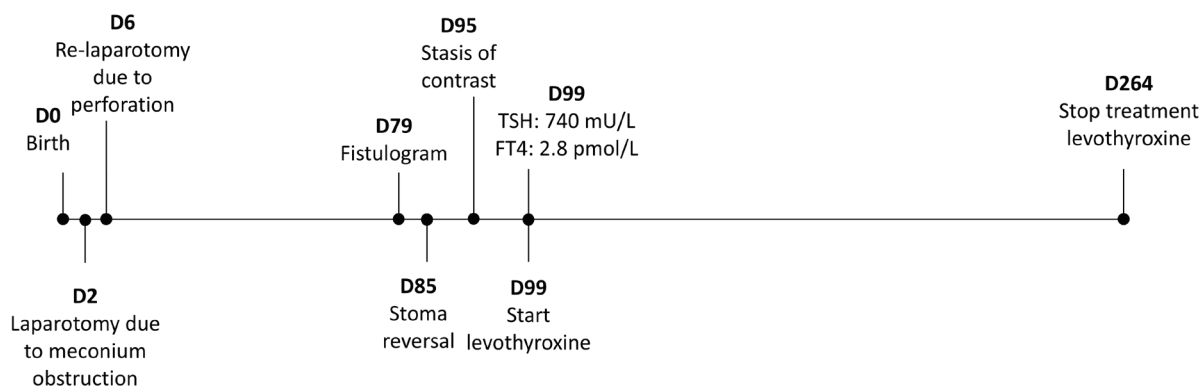 D0
Birth
D2
Laparotomy due
to meconium
obstruction
D6
Re-laparotomy
due to
perforation
D79
Fistulogram
D85
Stoma
reversal
D95
Stasis of
contrast
D99
TSH: 740 mU/L
FT4: 2.8 pmol/L
D99
Start
levothyroxine
D264
Stop treatment
levothyroxine